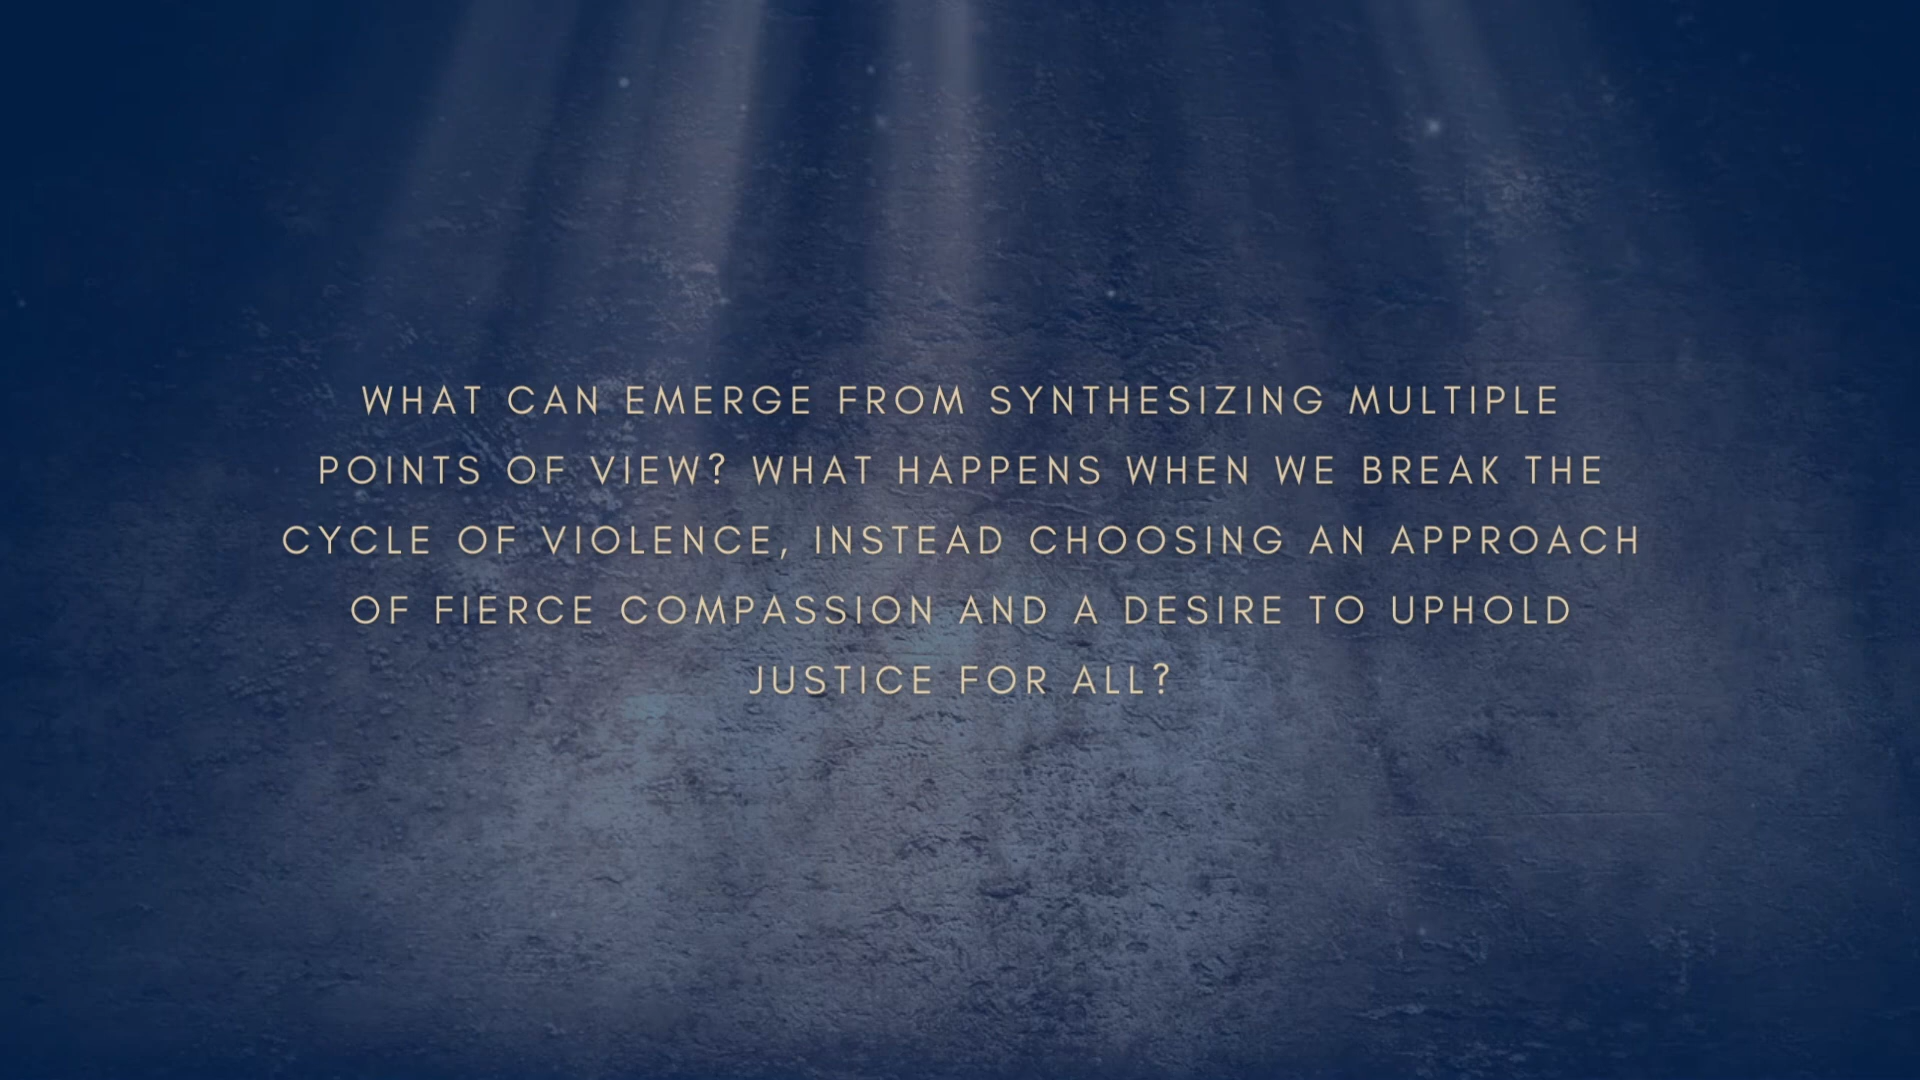 WHAT CAN EMERGE FROM SYNTHESIZING MULTIPLE
POINTS OF VIEW? WHAT HAPPENS WHEN WE BREAK THE
CYCLE OF VIOLENCE, INSTEAD CHOOSING AN APPROACH
OF FIERCE COMPASSION AND A DESIRE TO UPHOLD
JUSTICE FOR ALL?